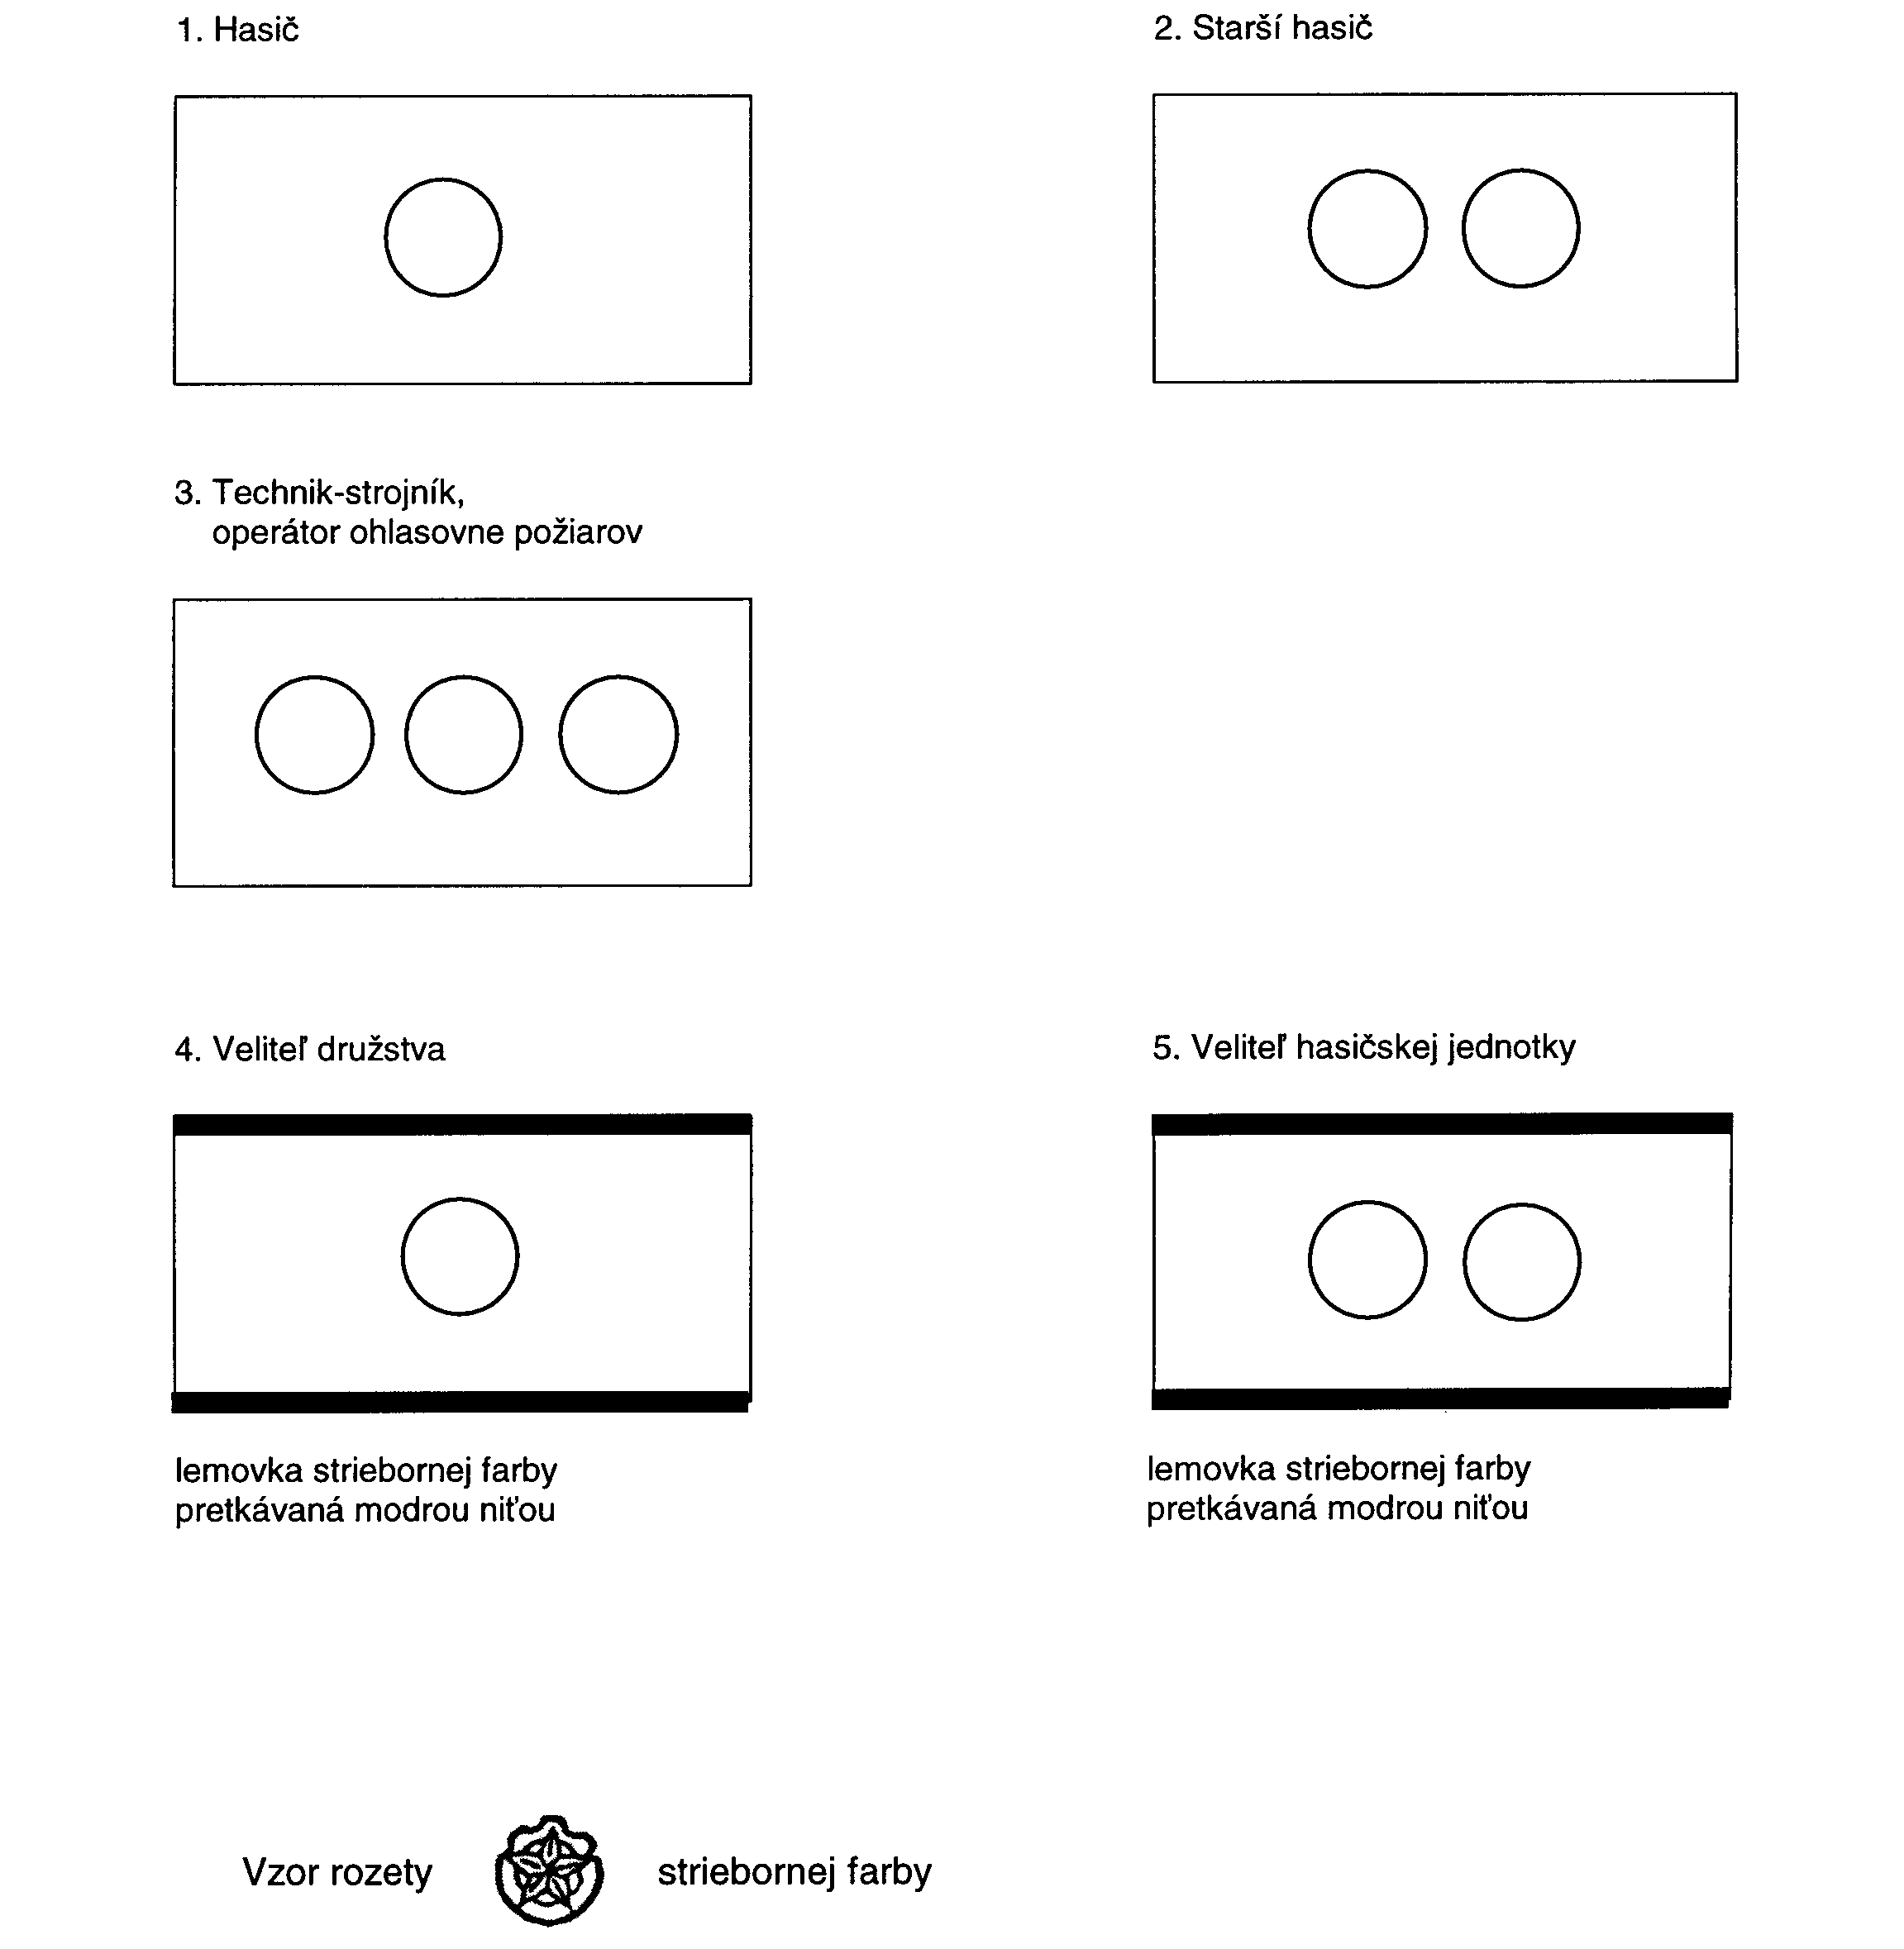 1. Hasič
2. Starší hasič
3. Technik-strojník,
operátor ohlasovne požiarov
4. Veliteľ družstva
5. Veliteľ hasičskej jednotky
lemovka striebornej farby
pretkávaná modrou niťou
lemovka striebornej farby
pretkávaná modrou niťou
Vzor rozety striebornej farby